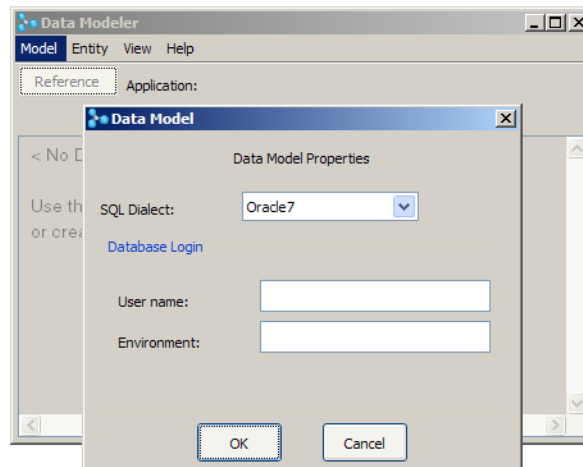 Data Modeler
Model Entity View Help
Reference Application:
Data Model
< No D
Data Model Properties
Use th
SQL Dialect: Oracle7
or crea
Database Login
User name:
Environment:
OK Cancel